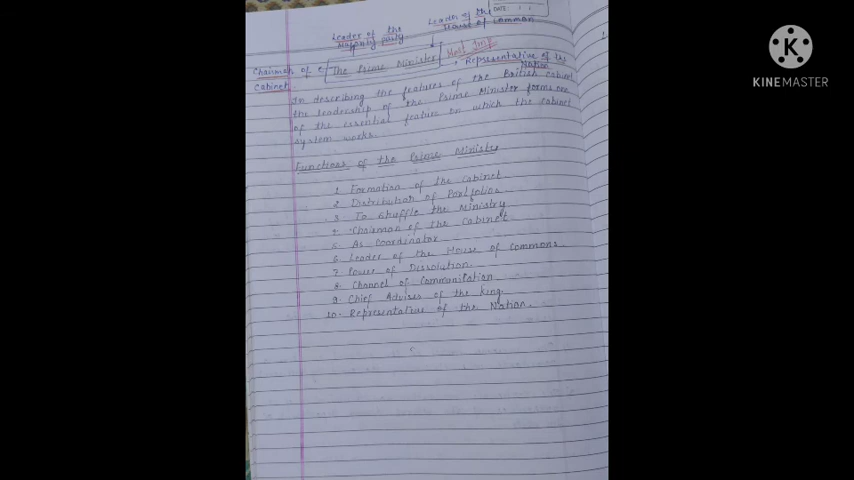 DATE:
Leader of the
Majority party
Leader of the
House of Common
Chairman of
Cabinet
The Prime Minister
Most Imp
Representative of the
Nation
In describing the features of the British cabinet
the leadership of the Prime Minister forms one
of the essential feature on which the cabinet
system works.
Functions of the Prime Ministry
1 Formation of the Cabinet
2 Distribution of Portfolios
3 To Shuffle the Ministry
4 Chairman of the Cabinet
5 As Coordinator
6 Leader of the House of Commons
7 Power of Dissolution
8 Channel of Communication
9 Chief Advises of the King
10 Representative of the Nation.
K
KINEMASTER